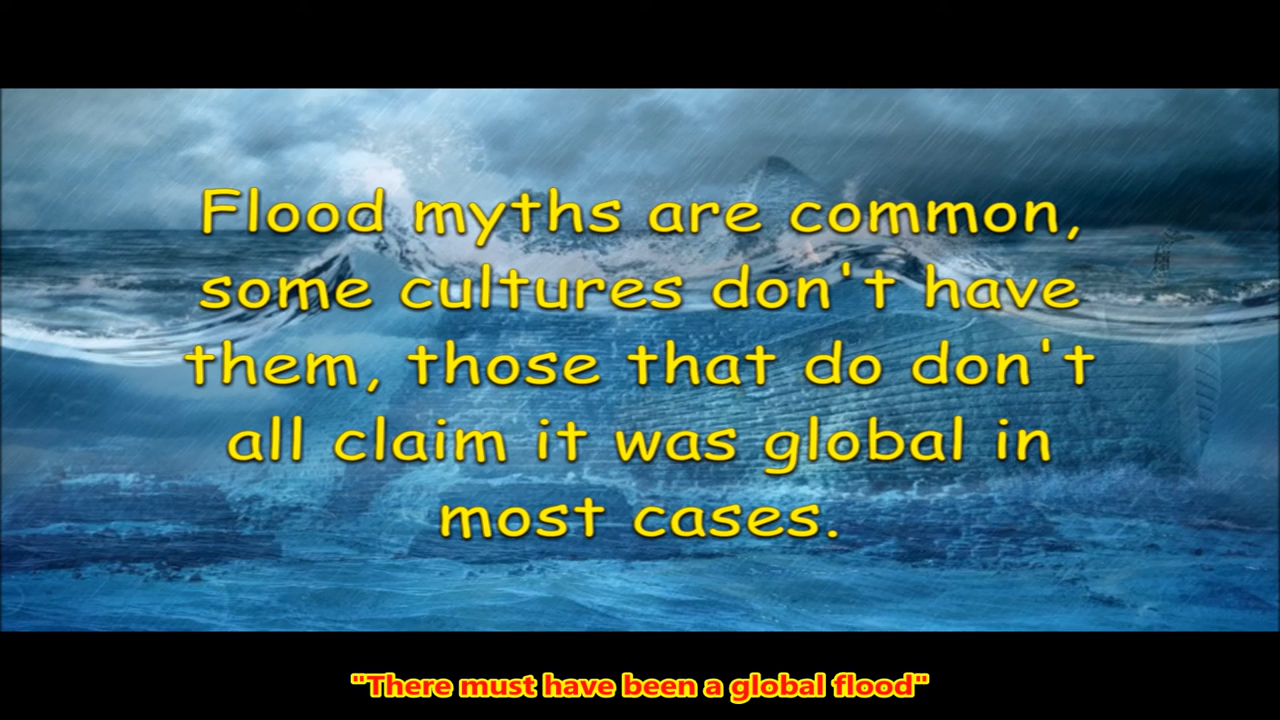 Flood myths are common,
some cultures don't have
them, those that do don't
all claim it was global in
most cases.
"There must have been a global flood"